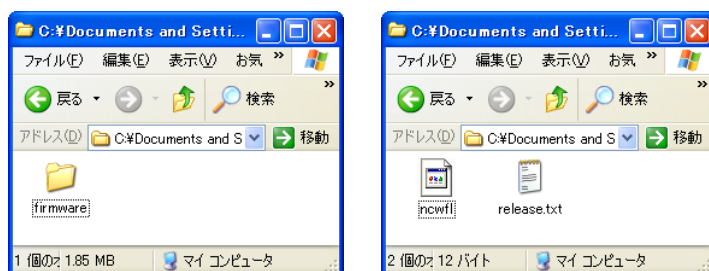 C:¥Documents and Setti...
ファイル(F) 編集(E) 表示(V) お気 »
戻る 検索 »
アドレス(D) C:¥Documents and S 移動
firmware
1 個のオ 1.85 MB マイ コンピュータ
C:¥Documents and Setti...
ファイル(F) 編集(E) 表示(V) お気 »
戻る 検索 »
アドレス(D) C:¥Documents and S 移動
ncwfl release.txt
2 個のオ 12 バイト マイ コンピュータ